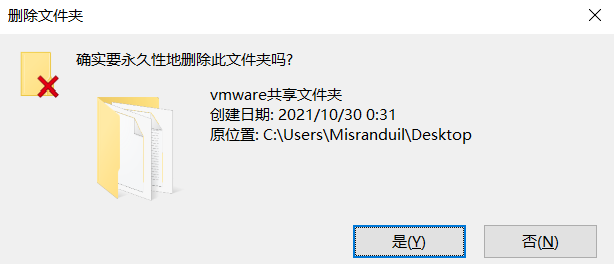 删除文件夹
确实要永久性地删除此文件夹吗?
vmware共享文件夹
创建日期: 2021/10/30 0:31
原位置: C:\Users\Misranduil\Desktop
是(Y)
否(N)